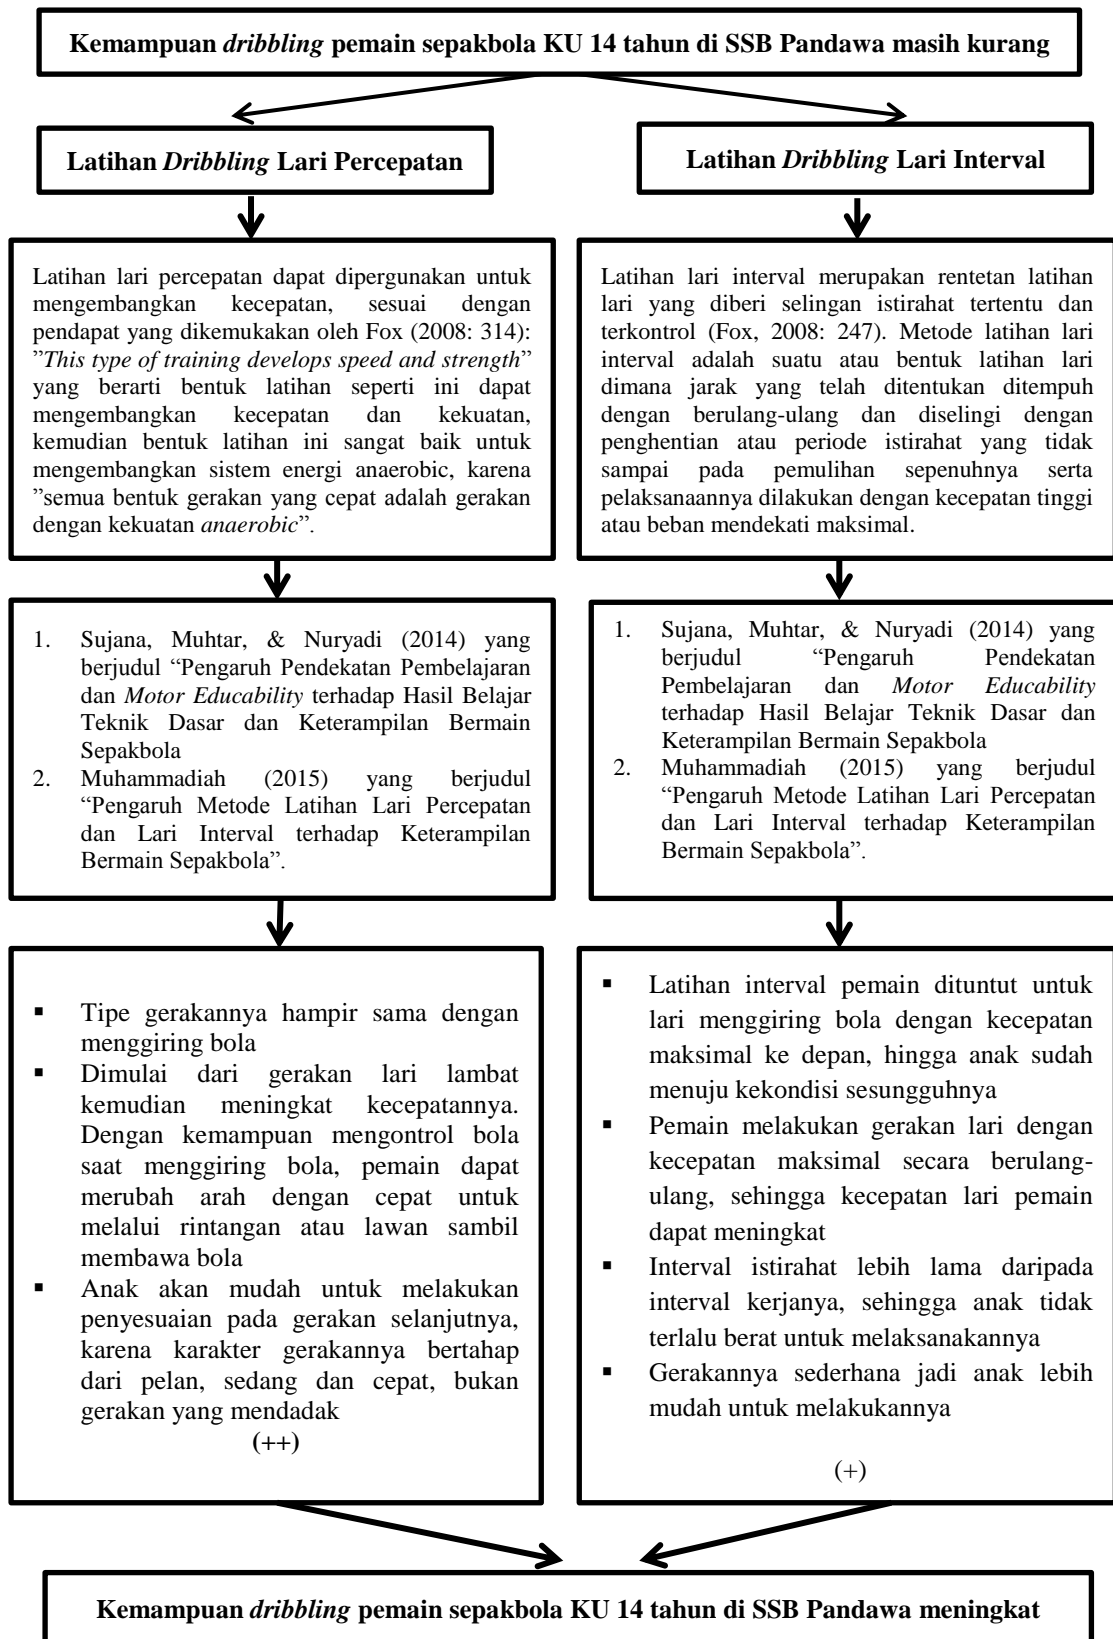 Kemampuan dribbling pemain sepakbola KU 14 tahun di SSB Pandawa masih kurang
Latihan Dribbling Lari Percepatan
Latihan Dribbling Lari Interval
Latihan lari percepatan dapat dipergunakan untuk
mengembangkan kecepatan, sesuai dengan
pendapat yang dikemukakan oleh Fox (2008: 314):
”This type of training develops speed and strength”
yang berarti bentuk latihan seperti ini dapat
mengembangkan kecepatan dan kekuatan,
kemudian bentuk latihan ini sangat baik untuk
mengembangkan sistem energi anaerobic, karena
”semua bentuk gerakan yang cepat adalah gerakan
dengan kekuatan anaerobic”.
Latihan lari interval merupakan rentetan latihan
lari yang diberi selingan istirahat tertentu dan
terkontrol (Fox, 2008: 247). Metode latihan lari
interval adalah suatu atau bentuk latihan lari
dimana jarak yang telah ditentukan ditempuh
dengan berulang-ulang dan diselingi dengan
penghentian atau periode istirahat yang tidak
sampai pada pemulihan sepenuhnya serta
pelaksanaannya dilakukan dengan kecepatan tinggi
atau beban mendekati maksimal.
1. Sujana, Muhtar, & Nuryadi (2014) yang
berjudul “Pengaruh Pendekatan Pembelajaran
dan Motor Educability terhadap Hasil Belajar
Teknik Dasar dan Keterampilan Bermain
Sepakbola
2. Muhammadiah (2015) yang berjudul
“Pengaruh Metode Latihan Lari Percepatan
dan Lari Interval terhadap Keterampilan
Bermain Sepakbola”.
1. Sujana, Muhtar, & Nuryadi (2014) yang
berjudul “Pengaruh Pendekatan
Pembelajaran dan Motor Educability
terhadap Hasil Belajar Teknik Dasar dan
Keterampilan Bermain Sepakbola
2. Muhammadiah (2015) yang berjudul
“Pengaruh Metode Latihan Lari Percepatan
dan Lari Interval terhadap Keterampilan
Bermain Sepakbola”.
▪ Tipe gerakannya hampir sama dengan
menggiring bola
▪ Dimulai dari gerakan lari lambat
kemudian meningkat kecepatannya.
Dengan kemampuan mengontrol bola
saat menggiring bola, pemain dapat
merubah arah dengan cepat untuk
melalui rintangan atau lawan sambil
membawa bola
▪ Anak akan mudah untuk melakukan
penyesuaian pada gerakan selanjutnya,
karena karakter gerakannya bertahap
dari pelan, sedang dan cepat, bukan
gerakan yang mendadak
(++)
▪ Latihan interval pemain dituntut untuk
lari menggiring bola dengan kecepatan
maksimal ke depan, hingga anak sudah
menuju kekondisi sesungguhnya
▪ Pemain melakukan gerakan lari dengan
kecepatan maksimal secara berulang-
ulang, sehingga kecepatan lari pemain
dapat meningkat
▪ Interval istirahat lebih lama daripada
interval kerjanya, sehingga anak tidak
terlalu berat untuk melaksanakannya
▪ Gerakannya sederhana jadi anak lebih
mudah untuk melakukannya
(+)
Kemampuan dribbling pemain sepakbola KU 14 tahun di SSB Pandawa meningkat